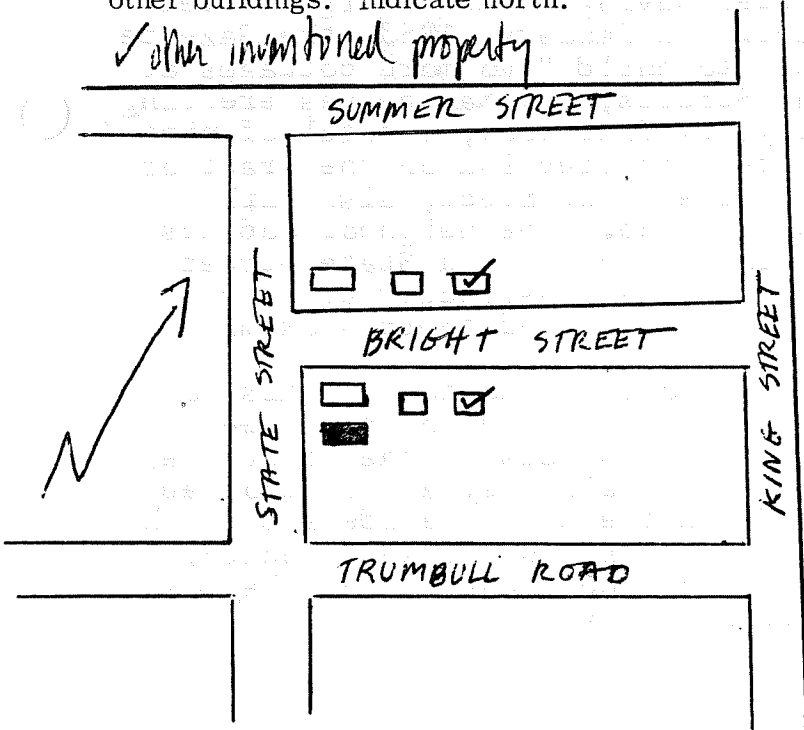 other buildings. Indicate north.
✓ other inventoried property
SUMMER STREET
STATE STREET
BRIGHT STREET
KING STREET
TRUMBULL ROAD